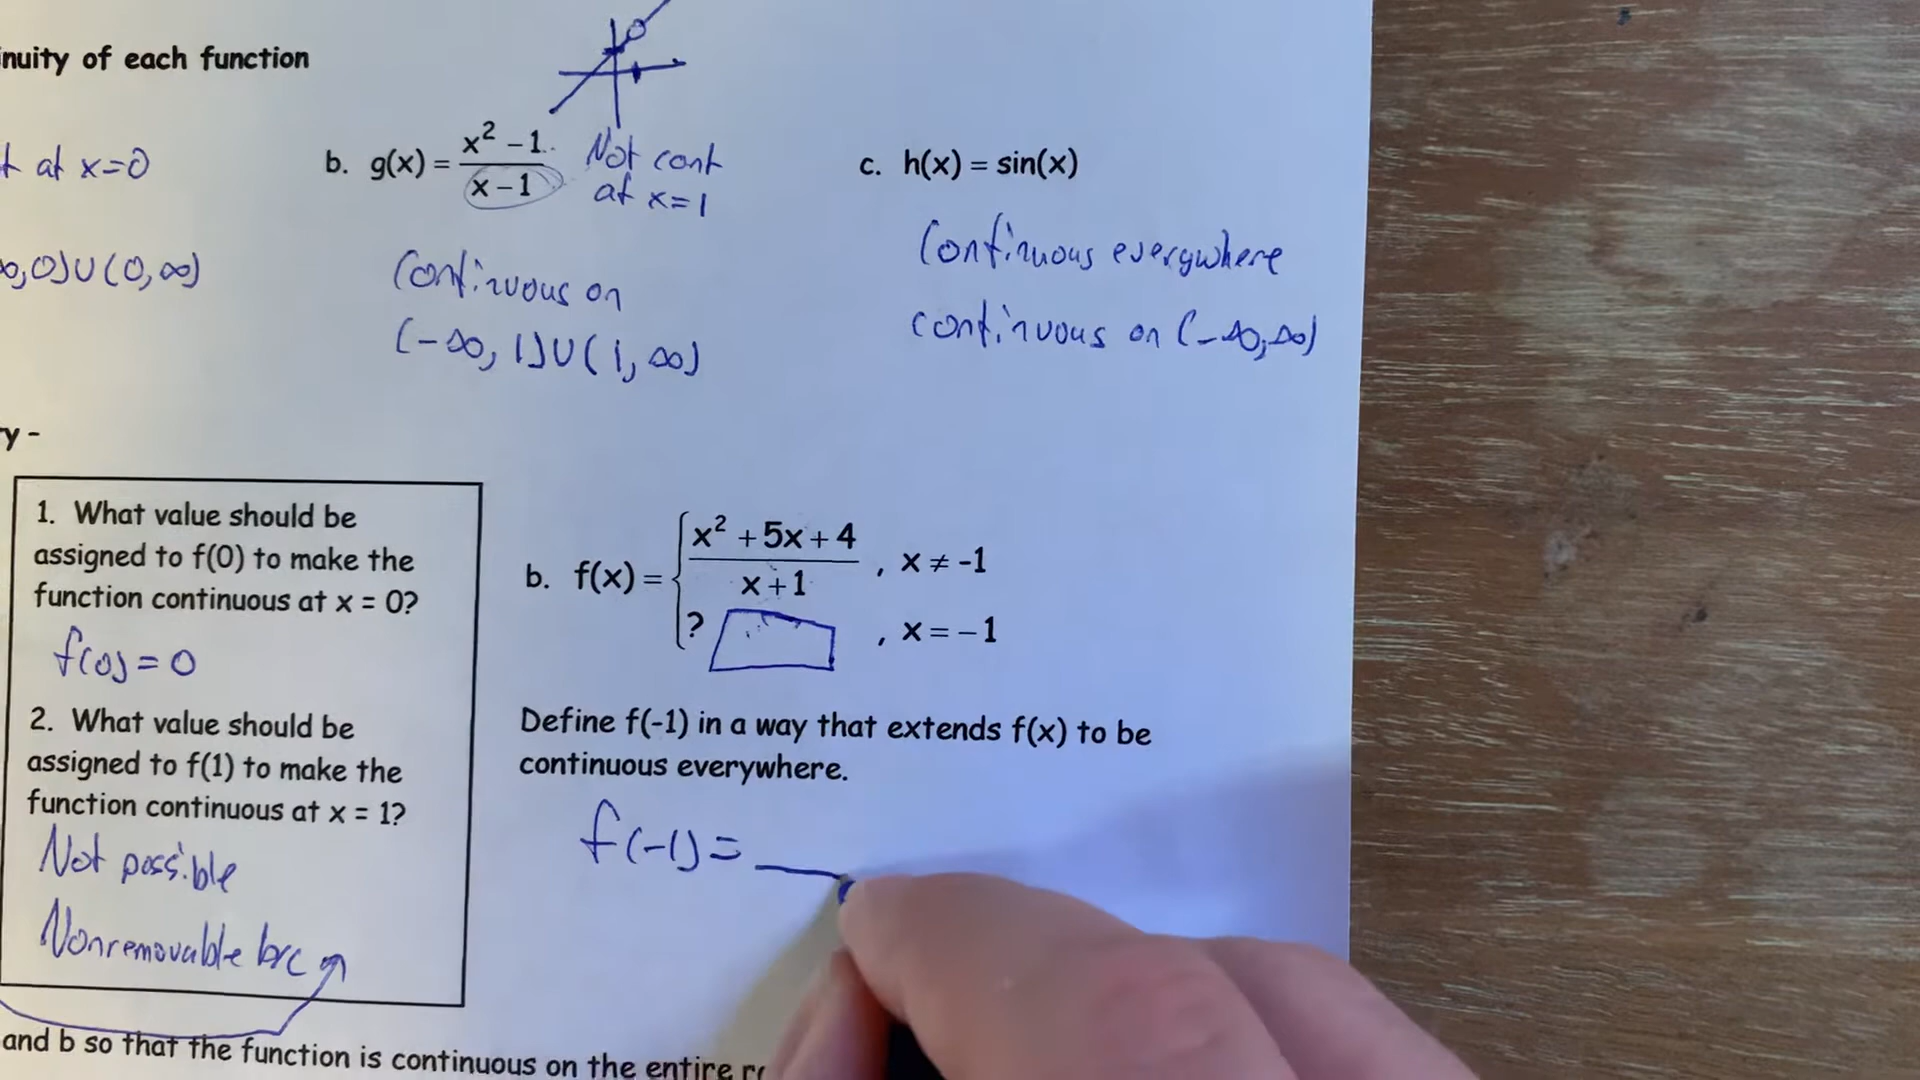 of each function
at x=0
b. g(x) = x² - 1 / x - 1
Not cont
at x=1
c. h(x) = sin(x)
Continuous everywhere
continuous on (-∞,∞)
,0)∪(0,∞)
Continuous on
(-∞, 1)∪(1, ∞)
1. What value should be
assigned to f(0) to make the
function continuous at x = 0?
f(0) = 0
2. What value should be
assigned to f(1) to make the
function continuous at x = 1?
Not possible
Nonremovable b/c
b. f(x) = { x² + 5x + 4 / x + 1 , x ≠ -1
? , x = -1
Define f(-1) in a way that extends f(x) to be
continuous everywhere.
f(-1) = __
and b so that the function is continuous on the entire